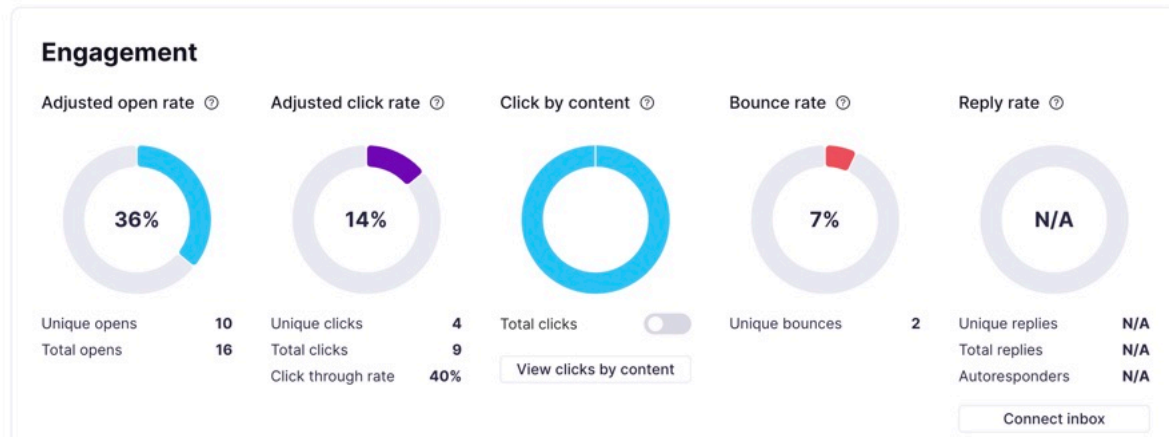 Engagement
Adjusted open rate
36%
Unique opens 10
Total opens 16
Adjusted click rate
14%
Unique clicks 4
Total clicks 9
Click through rate 40%
Click by content
Total clicks
View clicks by content
Bounce rate
7%
Unique bounces 2
Reply rate
N/A
Unique replies N/A
Total replies N/A
Autoresponders N/A
Connect inbox